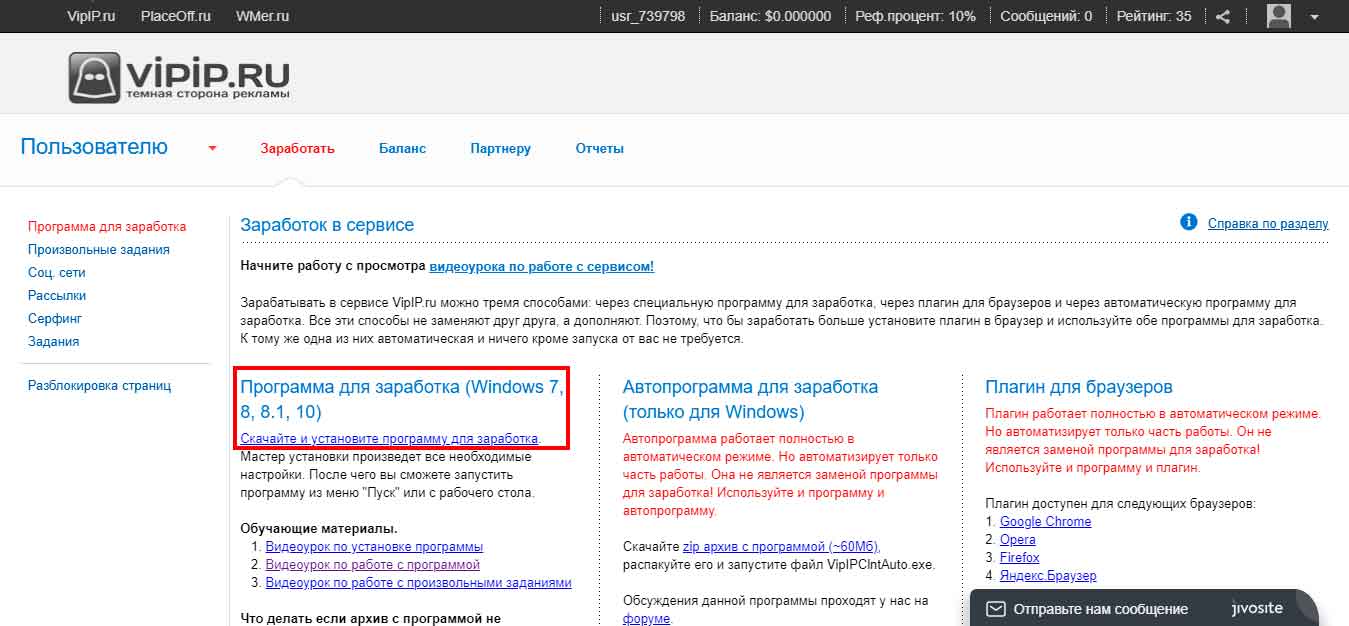 VipIP.ru PlaceOff.ru WMer.ru usr_739798 Баланс: $0.000000 Реф.процент: 10% Сообщений: 0 Рейтинг: 35
ViPiP.RU
темная сторона рекламы
Пользователю Заработать Баланс Партнеру Отчеты
Программа для заработка
Произвольные задания
Соц. сети
Рассылки
Серфинг
Задания
Разблокировка страниц
Заработок в сервисе
Справка по разделу
Начните работу с просмотра видеоурока по работе с сервисом!
Зарабатывать в сервисе VipIP.ru можно тремя способами: через специальную программу для заработка, через плагин для браузеров и через автоматическую программу для
заработка. Все эти способы не заменяют друг друга, а дополняют. Поэтому, что бы заработать больше установите плагин в браузер и используйте обе программы для заработка.
К тому же одна из них автоматическая и ничего кроме запуска от вас не требуется.
Программа для заработка (Windows 7,
8, 8.1, 10)
Скачайте и установите программу для заработка.
Мастер установки произведет все необходимые
настройки. После чего вы сможете запустить
программу из меню "Пуск" или с рабочего стола.
Обучающие материалы.
1. Видеоурок по установке программы
2. Видеоурок по работе с программой
3. Видеоурок по работе с произвольными заданиями
Что делать если архив с программой не
Автопрограмма для заработка
(только для Windows)
Автопрограмма работает полностью в
автоматическом режиме. Но автоматизирует только
часть работы. Она не является заменой программы
для заработка! Используйте и программу и
автопрограмму.
Скачайте zip архив с программой (~60Мб),
распакуйте его и запустите файл VipIPClntAuto.exe.
Обсуждения данной программы проходят у нас на
форуме.
Плагин для браузеров
Плагин работает полностью в автоматическом режиме.
Но автоматизирует только часть работы. Он не
является заменой программы для заработка!
Используйте и программу и плагин.
Плагин доступен для следующих браузеров:
1. Google Chrome
2. Opera
3. Firefox
4. Яндекс.Браузер
Отправьте нам сообщение jivosite